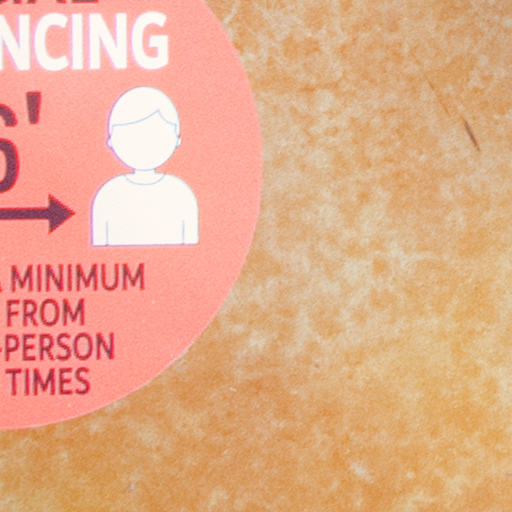 NCING
6'
MINIMUM
FROM
-PERSON
TIMES